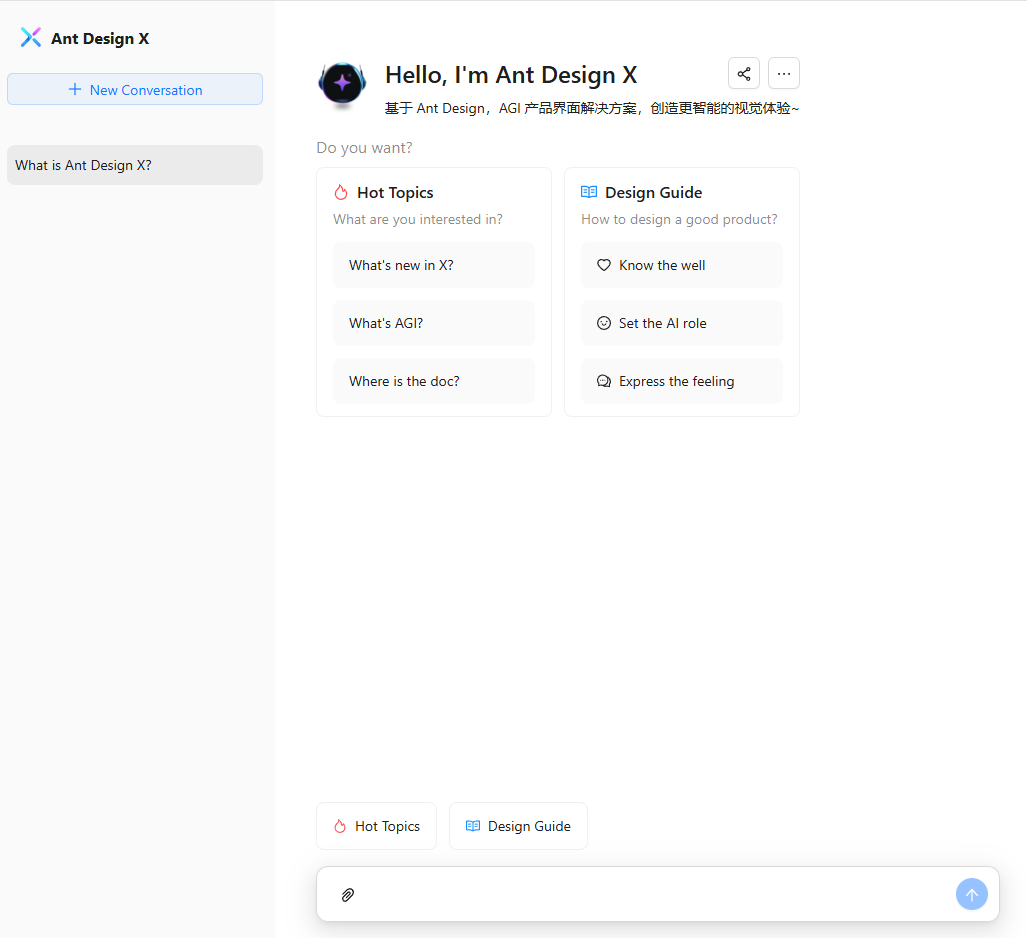 Ant Design X
New Conversation
What is Ant Design X?
Hello, I'm Ant Design X
基于 Ant Design，AGI 产品界面解决方案，创造更智能的视觉体验~
Do you want?
Hot Topics
What are you interested in?
What's new in X?
What's AGI?
Where is the doc?
Design Guide
How to design a good product?
Know the well
Set the AI role
Express the feeling
Hot Topics
Design Guide